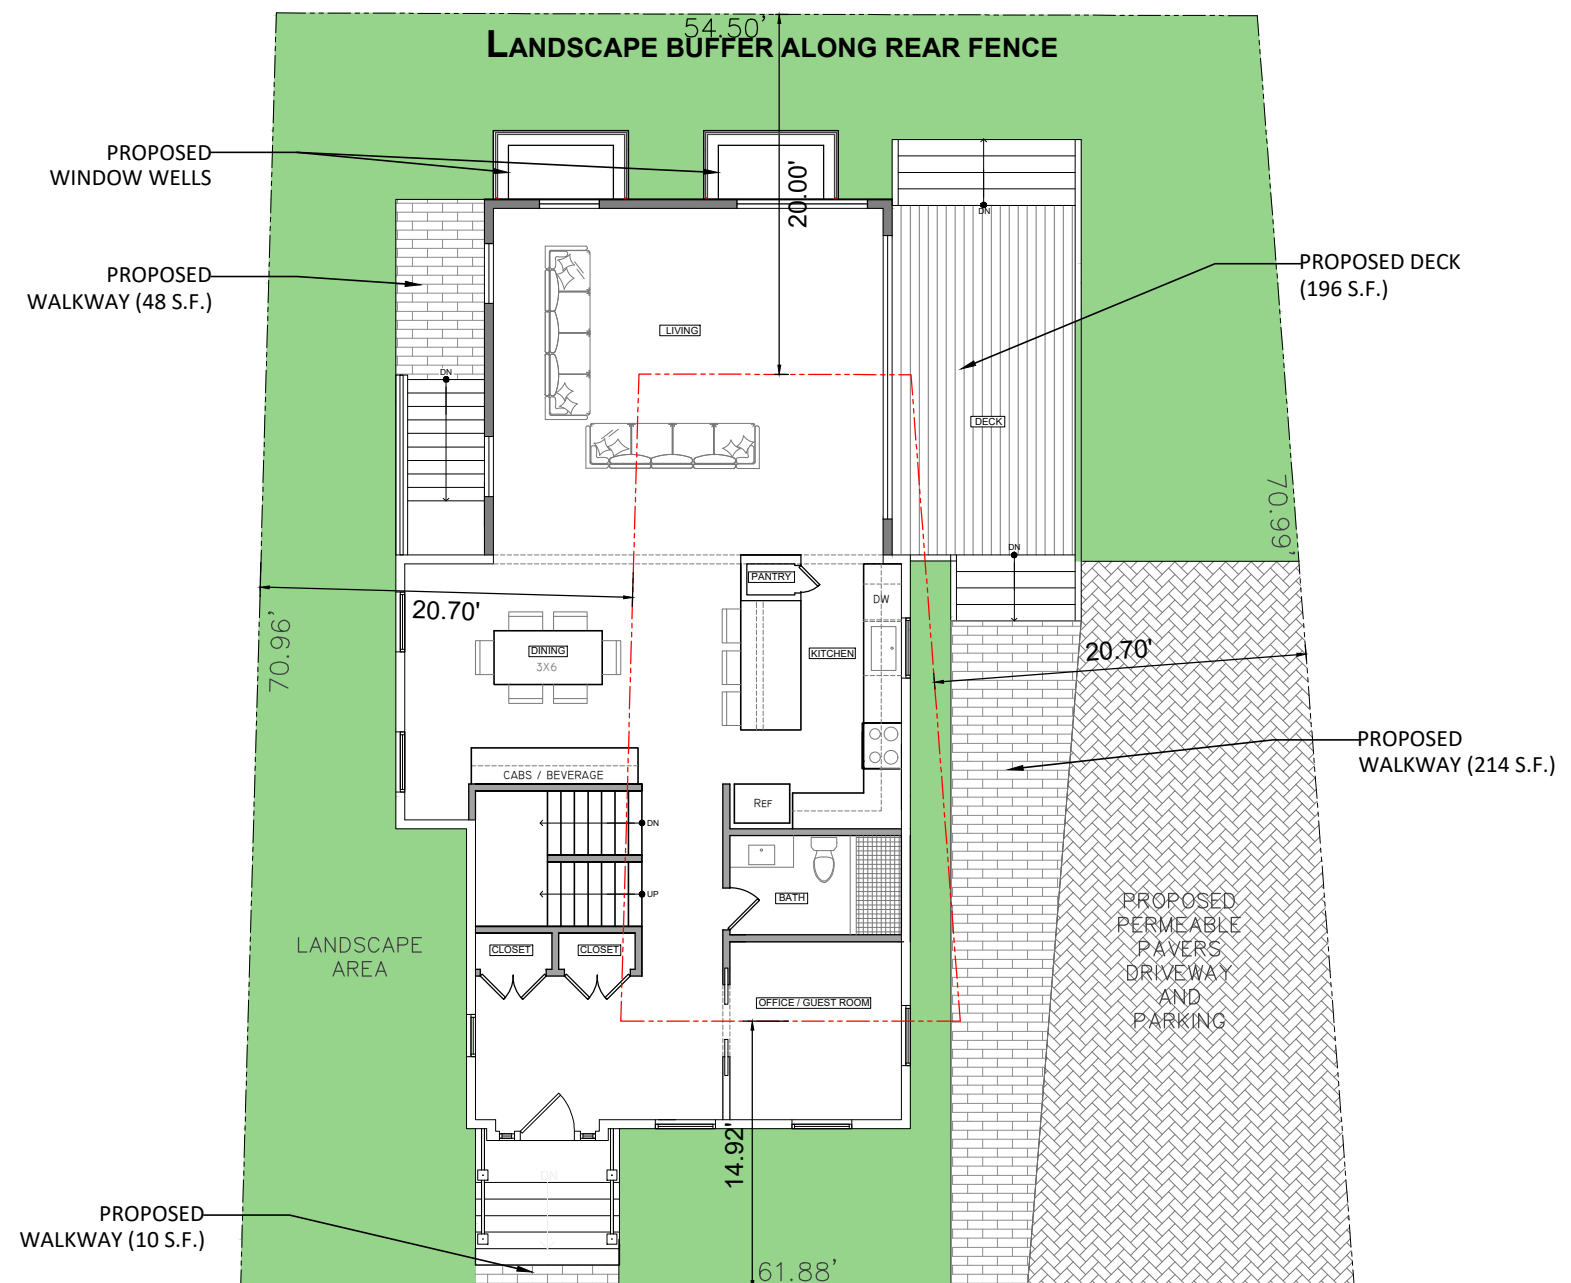 54.50'
LANDSCAPE BUFFER ALONG REAR FENCE
PROPOSED
WINDOW WELLS
20.00'
DN
PROPOSED
WALKWAY (48 S.F.)
PROPOSED DECK
(196 S.F.)
LIVING
DN
DECK
70.99'
DN
PANTRY
DW
20.70'
70.96'
DINING
3X6
KITCHEN
20.70'
PROPOSED
WALKWAY (214 S.F.)
CABS / BEVERAGE
REF
DN
UP
BATH
LANDSCAPE
AREA
CLOSET
CLOSET
PROPOSED
PERMEABLE
PAVERS
DRIVEWAY
AND
PARKING
OFFICE / GUEST ROOM
14.92'
DN
PROPOSED
WALKWAY (10 S.F.)
61.88'